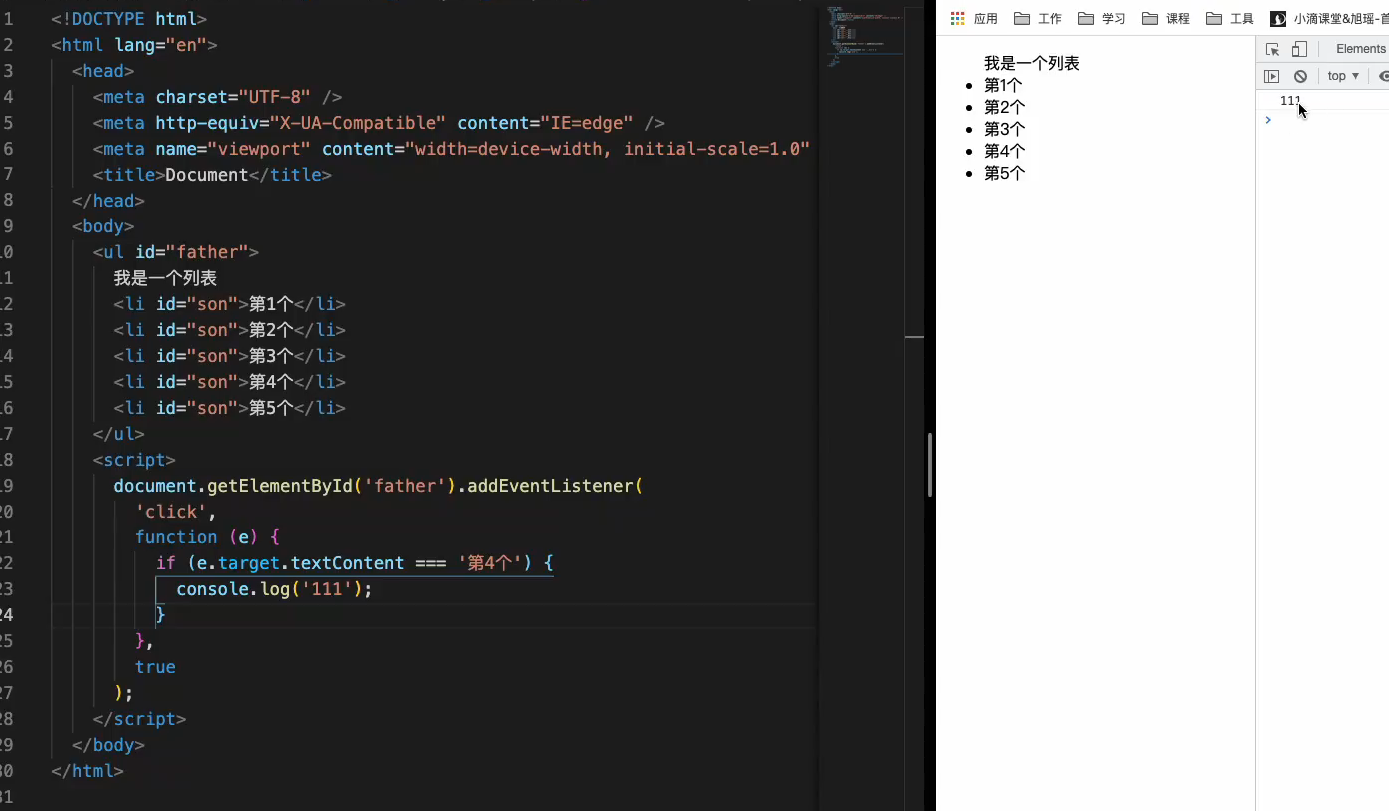 1 <!DOCTYPE html>
2 <html lang="en">
3 <head>
4 <meta charset="UTF-8" />
5 <meta http-equiv="X-UA-Compatible" content="IE=edge" />
6 <meta name="viewport" content="width=device-width, initial-scale=1.0"
7 <title>Document</title>
8 </head>
9 <body>
10 <ul id="father">
11 我是一个列表
12 <li id="son">第1个</li>
13 <li id="son">第2个</li>
14 <li id="son">第3个</li>
15 <li id="son">第4个</li>
16 <li id="son">第5个</li>
17 </ul>
18 <script>
19 document.getElementById('father').addEventListener(
20 'click',
21 function (e) {
22 if (e.target.textContent === '第4个') {
23 console.log('111');
24 }
25 },
26 true
27 );
28 </script>
29 </body>
30 </html>
31
应用 工作 学习 课程 工具 小滴课堂&旭瑶-首
我是一个列表
第1个
第2个
第3个
第4个
第5个
Elements
top
111